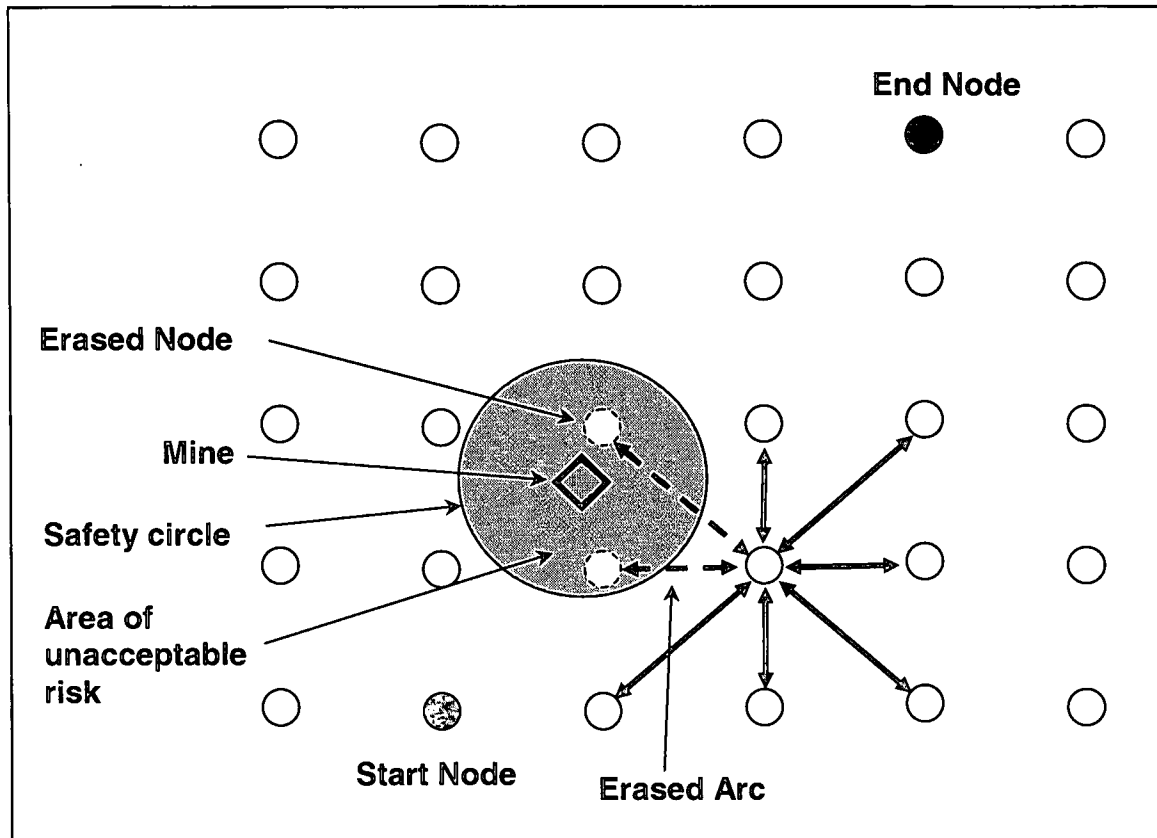 End Node
Erased Node
Mine
Safety circle
Area of
unacceptable
risk
Start Node
Erased Arc